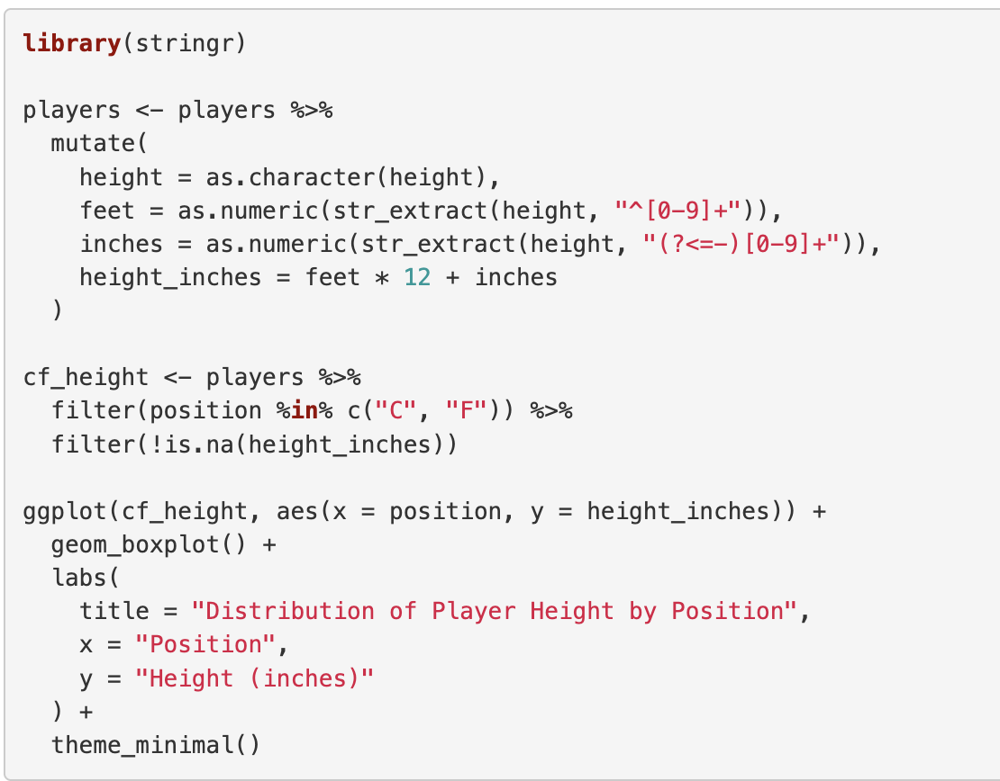 library(stringr)

players <- players %>%
  mutate(
    height = as.character(height),
    feet = as.numeric(str_extract(height, "^[0-9]+")),
    inches = as.numeric(str_extract(height, "(?<=-)[0-9]+")),
    height_inches = feet * 12 + inches
  )

cf_height <- players %>%
  filter(position %in% c("C", "F")) %>%
  filter(!is.na(height_inches))

ggplot(cf_height, aes(x = position, y = height_inches)) +
  geom_boxplot() +
  labs(
    title = "Distribution of Player Height by Position",
    x = "Position",
    y = "Height (inches)"
  ) +
  theme_minimal()